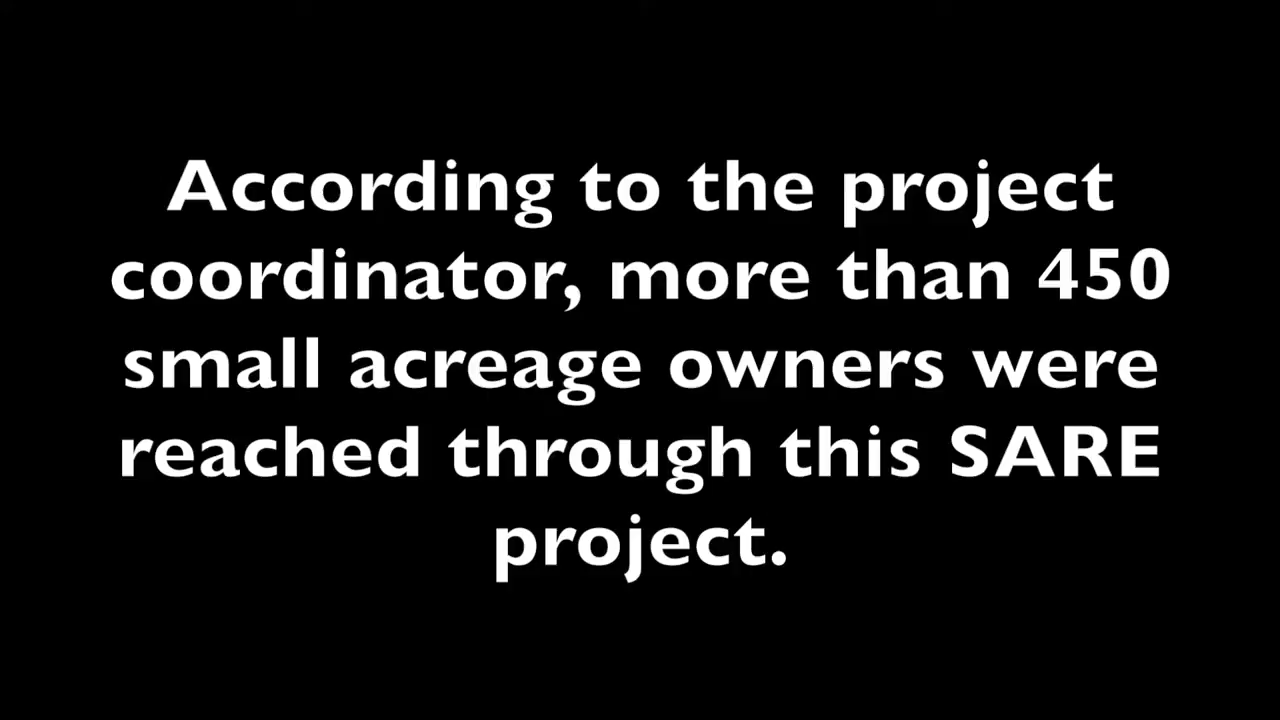 According to the project
coordinator, more than 450
small acreage owners were
reached through this SARE
project.